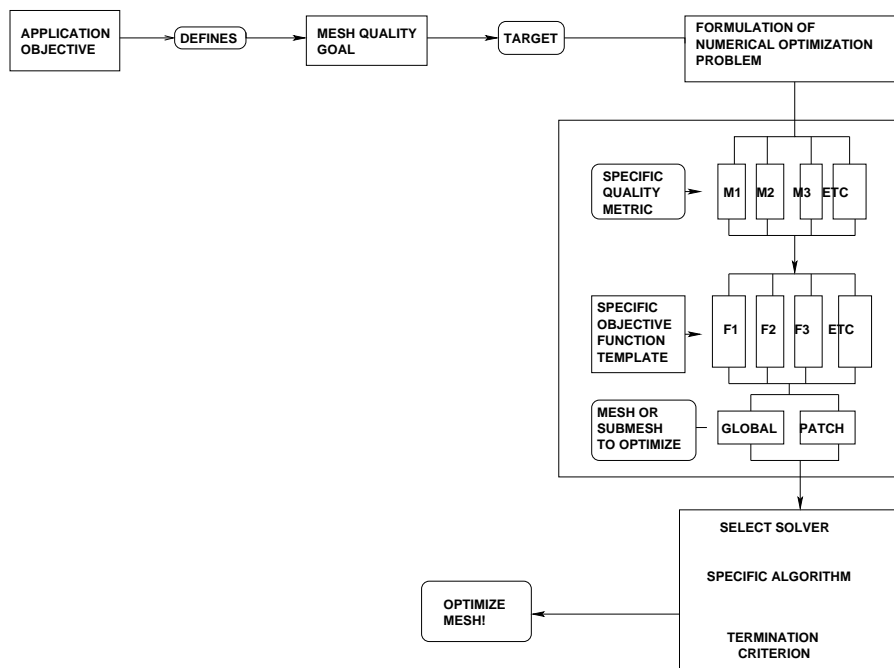 APPLICATION
OBJECTIVE
DEFINES
MESH QUALITY
GOAL
TARGET
FORMULATION OF
NUMERICAL OPTIMIZATION
PROBLEM
SPECIFIC
QUALITY
METRIC
M1 M2 M3 ETC
SPECIFIC
OBJECTIVE
FUNCTION
TEMPLATE
F1 F2 F3 ETC
MESH OR
SUBMESH
TO OPTIMIZE
GLOBAL PATCH
SELECT SOLVER
SPECIFIC ALGORITHM
TERMINATION
CRITERION
OPTIMIZE
MESH!